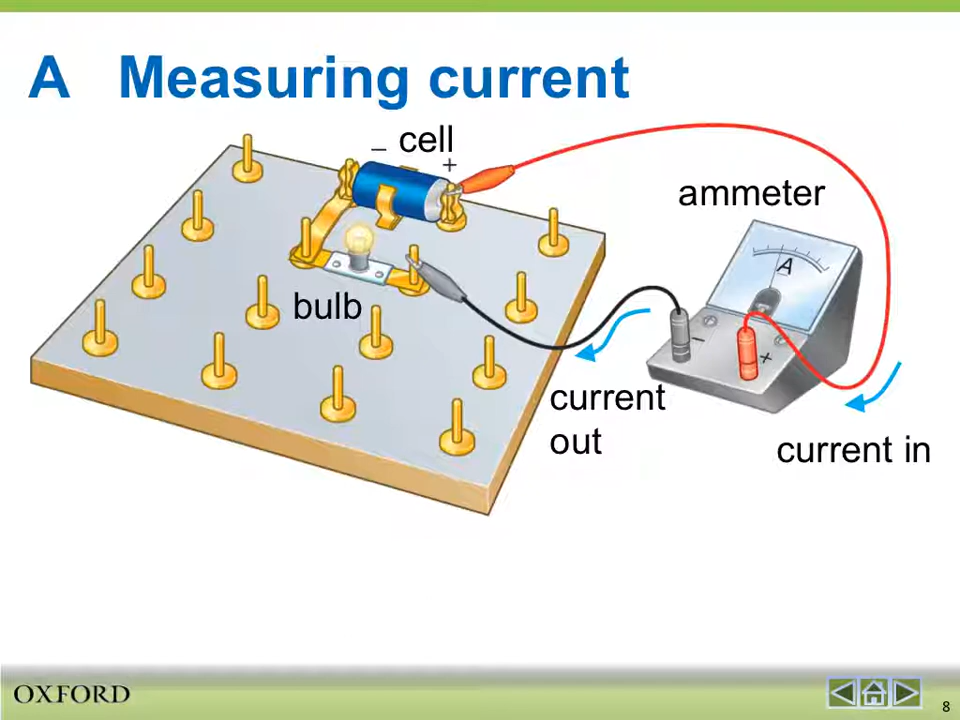 A Measuring current
– cell
+
ammeter
A
bulb
–
+
current
out
current in
OXFORD
8